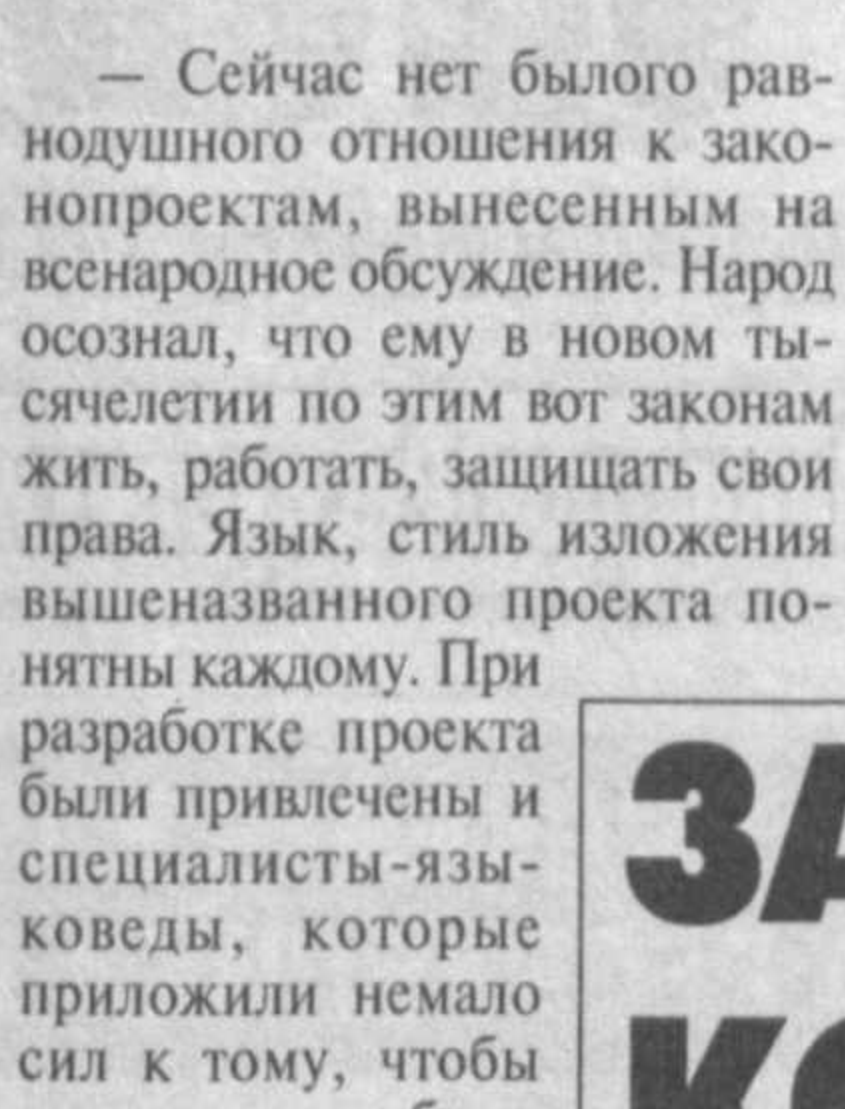 — Сейчас нет былого рав-
нодушного отношения к зако-
нопроектам, вынесенным на
всенародное обсуждение. Народ
осознал, что ему в новом ты-
сячелетии по этим вот законам
жить, работать, защищать свои
права. Язык, стиль изложения
вышеназванного проекта по-
нятны каждому. При
разработке проекта
были привлечены и
специалисты-язы-
коведы, которые
приложили немало
сил к тому, чтобы
ЗА